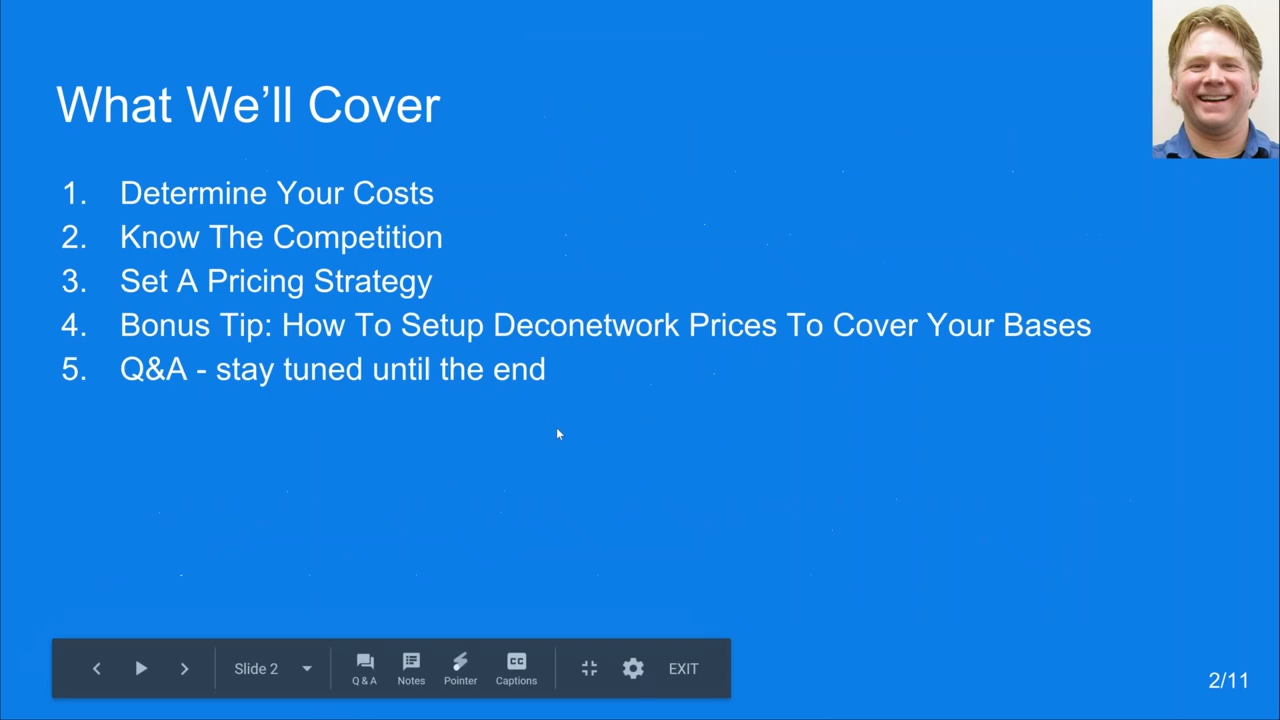 What We'll Cover
1. Determine Your Costs
2. Know The Competition
3. Set A Pricing Strategy
4. Bonus Tip: How To Setup Deconetwork Prices To Cover Your Bases
5. Q&A - stay tuned until the end
Slide 2
Q & A
Notes
Pointer
CC
Captions
EXIT
2/11